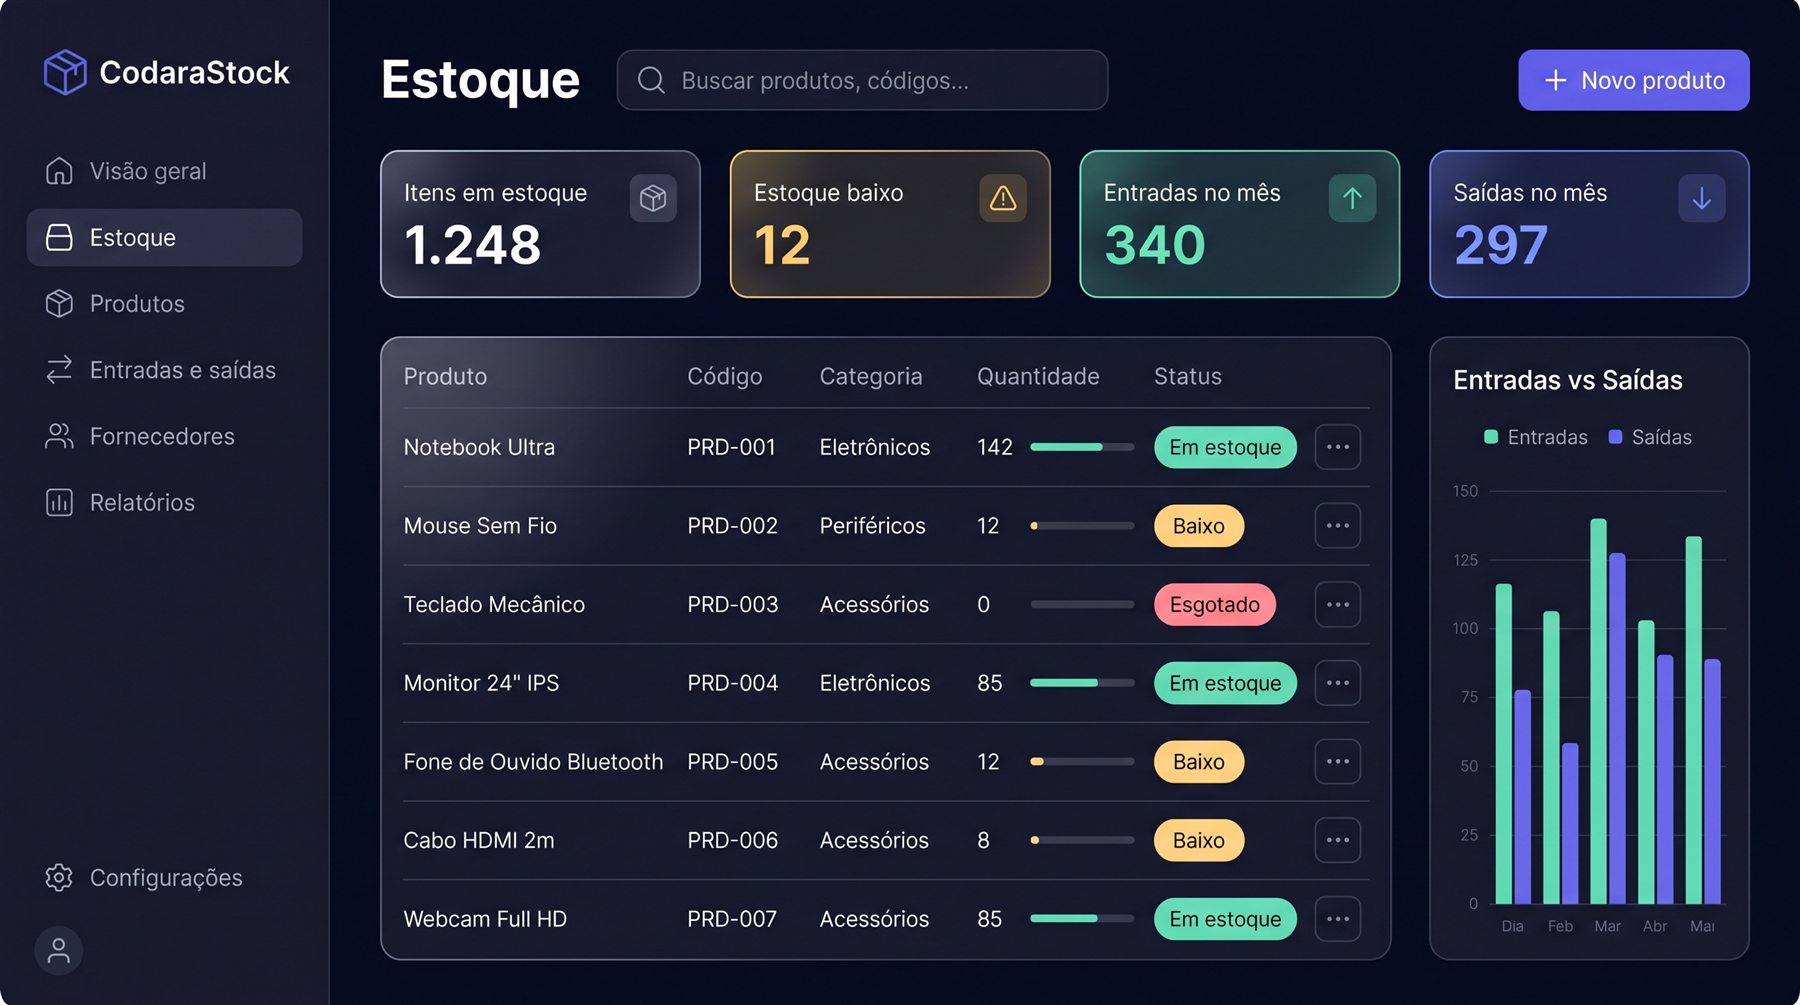 CodaraStock
Visão geral
Estoque
Produtos
Entradas e saídas
Fornecedores
Relatórios
Configurações
Estoque
Buscar produtos, códigos...
+ Novo produto
Itens em estoque
1.248
Estoque baixo
12
Entradas no mês
340
Saídas no mês
297
Produto Código Categoria Quantidade Status
Notebook Ultra PRD-001 Eletrônicos 142 Em estoque
Mouse Sem Fio PRD-002 Periféricos 12 Baixo
Teclado Mecânico PRD-003 Acessórios 0 Esgotado
Monitor 24" IPS PRD-004 Eletrônicos 85 Em estoque
Fone de Ouvido Bluetooth PRD-005 Acessórios 12 Baixo
Cabo HDMI 2m PRD-006 Acessórios 8 Baixo
Webcam Full HD PRD-007 Acessórios 85 Em estoque
Entradas vs Saídas
Entradas Saídas
150
125
100
75
50
25
0
Dia Feb Mar Abr Mai